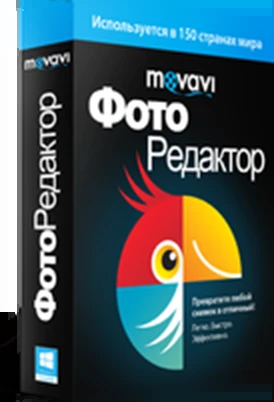 Используется в 150 странах мира
movavi
Фото
Редактор
Превратите любой
снимок в отличный!
Легко. Быстро.
Эффективно.
ФотоРедактор